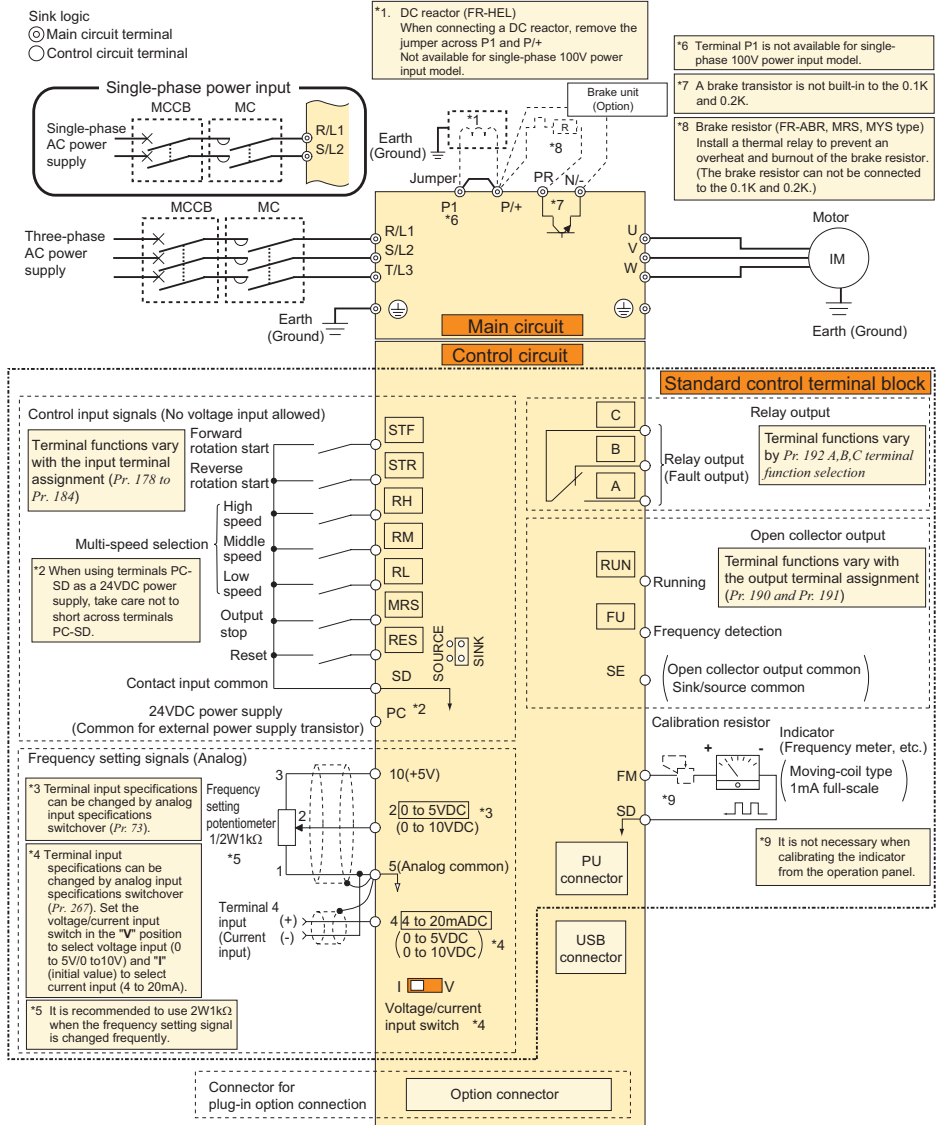 Sink logic
Main circuit terminal
Control circuit terminal
*1. DC reactor (FR-HEL)
When connecting a DC reactor, remove the
jumper across P1 and P/+
Not available for single-phase 100V power
input model.
*6 Terminal P1 is not available for single-
phase 100V power input model.
*7 A brake transistor is not built-in to the 0.1K
and 0.2K.
*8 Brake resistor (FR-ABR, MRS, MYS type)
Install a thermal relay to prevent an
overheat and burnout of the brake resistor.
(The brake resistor can not be connected
to the 0.1K and 0.2K.)
Single-phase power input
MCCB
MC
Single-phase
AC power
supply
R/L1
S/L2
Brake unit
(Option)
*1
R
*8
Earth
(Ground)
Jumper
PR
N/-
P1
*6
P/+
*7
MCCB
MC
Three-phase
AC power
supply
R/L1
S/L2
T/L3
U
V
W
Motor
IM
Earth
(Ground)
Earth (Ground)
Main circuit
Control circuit
Standard control terminal block
Control input signals (No voltage input allowed)
Terminal functions vary
with the input terminal
assignment (Pr. 178 to
Pr. 184)
Forward
rotation start
Reverse
rotation start
High
speed
Multi-speed selection
Middle
speed
Low
speed
*2 When using terminals PC-
SD as a 24VDC power
supply, take care not to
short across terminals
PC-SD.
Output
stop
Reset
Contact input common
24VDC power supply
(Common for external power supply transistor)
STF
STR
RH
RM
RL
MRS
RES
SD
PC *2
SOURCE
SINK
C
B
A
Relay output
Relay output
(Fault output)
Terminal functions vary
by Pr. 192 A,B,C terminal
function selection
Open collector output
RUN
Running
Terminal functions vary with
the output terminal assignment
(Pr. 190 and Pr. 191)
FU
Frequency detection
SE
Open collector output common
Sink/source common
Frequency setting signals (Analog)
*3 Terminal input specifications
can be changed by analog
input specifications
switchover (Pr. 73).
*4 Terminal input
specifications can be
changed by analog input
specifications switchover
(Pr. 267). Set the
voltage/current input
switch in the "V" position
to select voltage input (0
to 5V/0 to10V) and "I"
(initial value) to select
current input (4 to 20mA).
*5 It is recommended to use 2W1kΩ
when the frequency setting signal
is changed frequently.
Frequency
setting
potentiometer
1/2W1kΩ
*5
3
2
1
Terminal 4
input
(Current
input)
(+)
(-)
10(+5V)
2 0 to 5VDC *3
(0 to 10VDC)
5(Analog common)
4 4 to 20mADC
0 to 5VDC
0 to 10VDC
*4
I
V
Voltage/current
input switch *4
Calibration resistor
Indicator
(Frequency meter, etc.)
+
-
Moving-coil type
1mA full-scale
FM
*9
SD
*9 It is not necessary when
calibrating the indicator
from the operation panel.
PU
connector
USB
connector
Connector for
plug-in option connection
Option connector